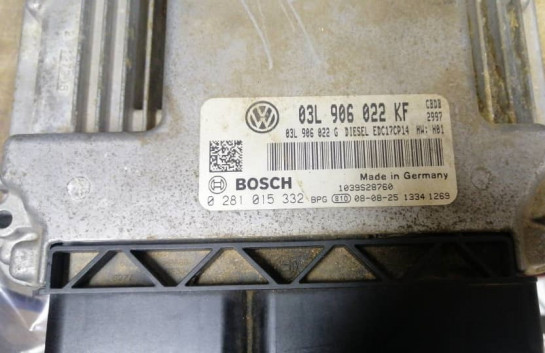 03L 906 022 KF CBDB
2997
03L 906 022 G DIESEL EDC17CP14 HW: H01
Made in Germany
BOSCH 1039S28760
0 281 015 332 BPG 810 08-08-25 1334 1269